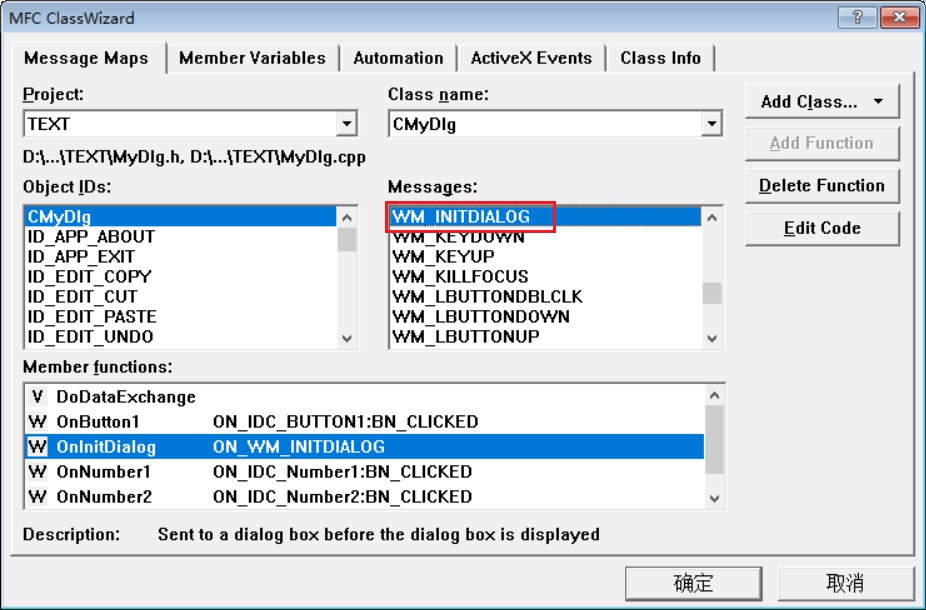 MFC ClassWizard
Message Maps Member Variables Automation ActiveX Events Class Info
Project: Class name:
TEXT CMyDlg
Add Class...
D:\...\TEXT\MyDlg.h, D:\...\TEXT\MyDlg.cpp
Add Function
Object IDs: Messages:
Delete Function
CMyDlg WM_INITDIALOG
Edit Code
ID_APP_ABOUT WM_KEYDOWN
ID_APP_EXIT WM_KEYUP
ID_EDIT_COPY WM_KILLFOCUS
ID_EDIT_CUT WM_LBUTTONDBLCLK
ID_EDIT_PASTE WM_LBUTTONDOWN
ID_EDIT_UNDO WM_LBUTTONUP
Member functions:
V DoDataExchange
W OnButton1 ON_IDC_BUTTON1:BN_CLICKED
W OnInitDialog ON_WM_INITDIALOG
W OnNumber1 ON_IDC_Number1:BN_CLICKED
W OnNumber2 ON_IDC_Number2:BN_CLICKED
Description: Sent to a dialog box before the dialog box is displayed
确定 取消